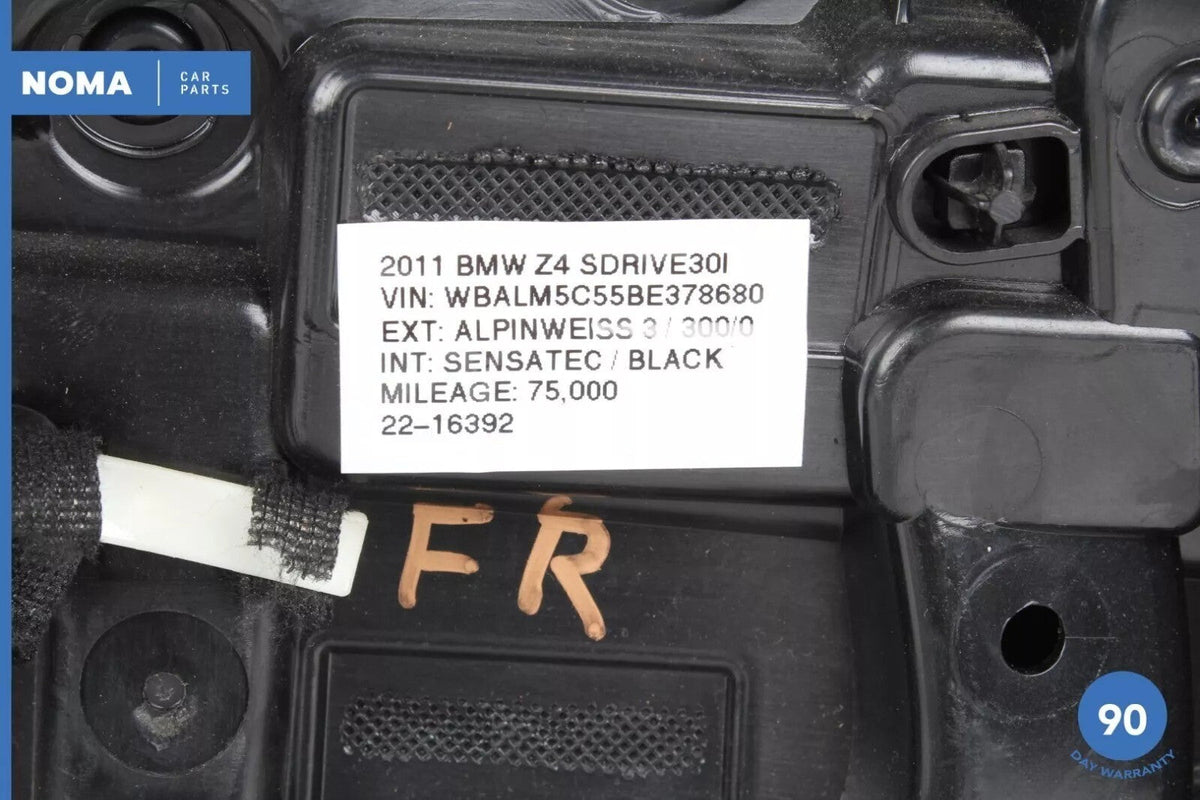 NOMA
CAR
PARTS
2011 BMW Z4 SDRIVE30I
VIN: WBALM5C55BE378680
EXT: ALPINWEISS 3 / 300/0
INT: SENSATEC / BLACK
MILEAGE: 75,000
22-16392
FR
90
DAY WARRANTY